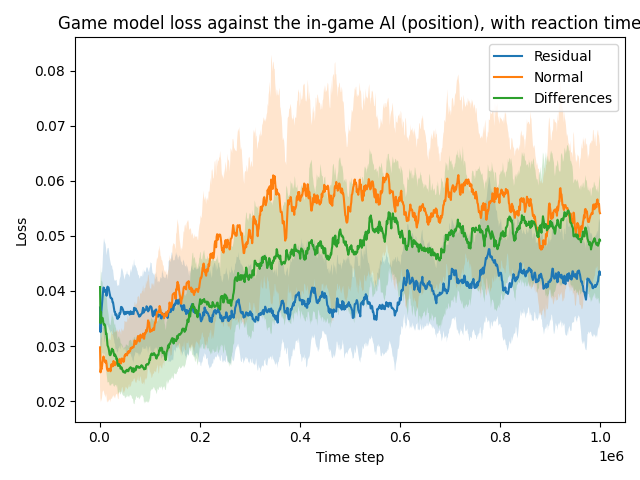 Game model loss against the in-game AI (position), with reaction time
Residual
Normal
Differences
Loss
0.08
0.07
0.06
0.05
0.04
0.03
0.02
0.0 0.2 0.4 0.6 0.8 1.0
1e6
Time step